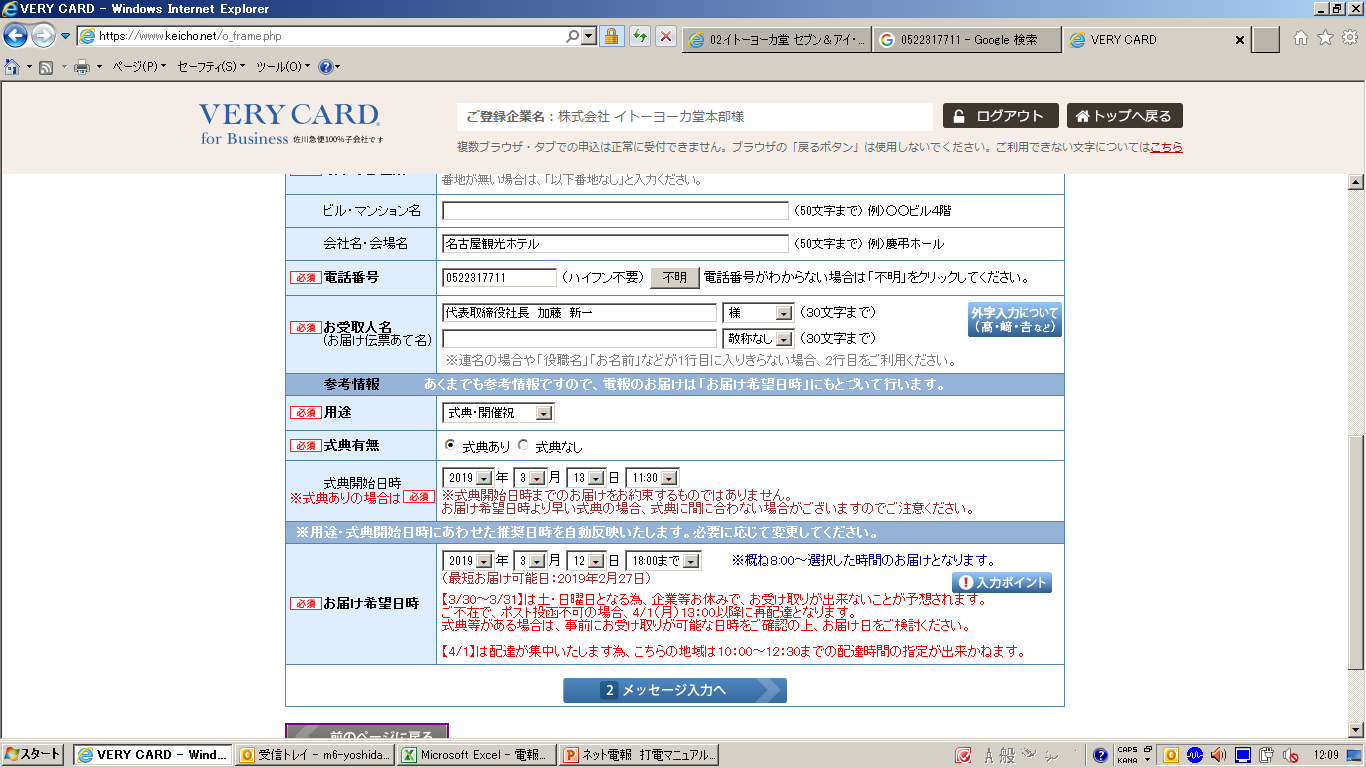 VERY CARD - Windows Internet Explorer
https://www.keicho.net/o_frame.php
02.イトーヨーカ堂 セブン＆アイ・...
0522317711 - Google 検索
VERY CARD
ページ(P)
セーフティ(S)
ツール(O)
VERY CARD
for Business 佐川急便100％子会社です
ご登録企業名：株式会社 イトーヨーカ堂本部様
ログアウト
トップへ戻る
複数ブラウザ・タブでの申込は正常に受付できません。ブラウザの「戻るボタン」は使用しないでください。ご利用できない文字についてはこちら
番地が無い場合は、「以下番地なし」と入力ください。
ビル・マンション名 （50文字まで） 例）〇〇ビル4階
会社名・会場名 名古屋観光ホテル （50文字まで） 例）慶弔ホール
必須 電話番号 0522317711 （ハイフン不要） 不明 電話番号がわからない場合は「不明」をクリックしてください。
必須 お受取人名
（お届け伝票あて名）
代表取締役社長 加藤 新一 様 （30文字まで）
敬称なし （30文字まで）
外字入力について
（髙・﨑・𠮷 など）
※連名の場合や「役職名」「お名前」などが1行目に入りきらない場合、2行目をご利用ください。
参考情報 あくまでも参考情報ですので、電報のお届けは「お届け希望日時」にもとづいて行います。
必須 用途 式典・開催祝
必須 式典有無 式典あり 式典なし
式典開始日時
※式典ありの場合は 必須
2019 年 3 月 13 日 11:30
※式典開始日時までのお届けをお約束するものではありません。
お届け希望日時より早い式典の場合、式典に間に合わない場合がございますのでご注意ください。
※用途・式典開始日時にあわせた推奨日時を自動反映いたします。必要に応じて変更してください。
必須 お届け希望日時
2019 年 3 月 12 日 18:00まで ※概ね8:00～選択した時間のお届けとなります。
（最短お届け可能日：2019年2月27日）
入力ポイント
【3/30～3/31】は土・日曜日となる為、企業等お休みで、お受け取りが出来ないことが予想されます。
ご不在で、ポスト投函不可の場合、4/1（月）13:00以降に再配達となります。
式典等がある場合は、事前にお受け取りが可能な日時をご確認の上、お届け日をご検討ください。
【4/1】は配達が集中いたします為、こちらの地域は10:00～12:30までの配達時間の指定が出来かねます。
2 メッセージ入力へ
前のページに戻る
スタート
VERY CARD - Wind...
受信トレイ - m6-yoshida...
Microsoft Excel - 電報...
ネット電報 打電マニュアル...
A 般
CAPS
KANA
12:09